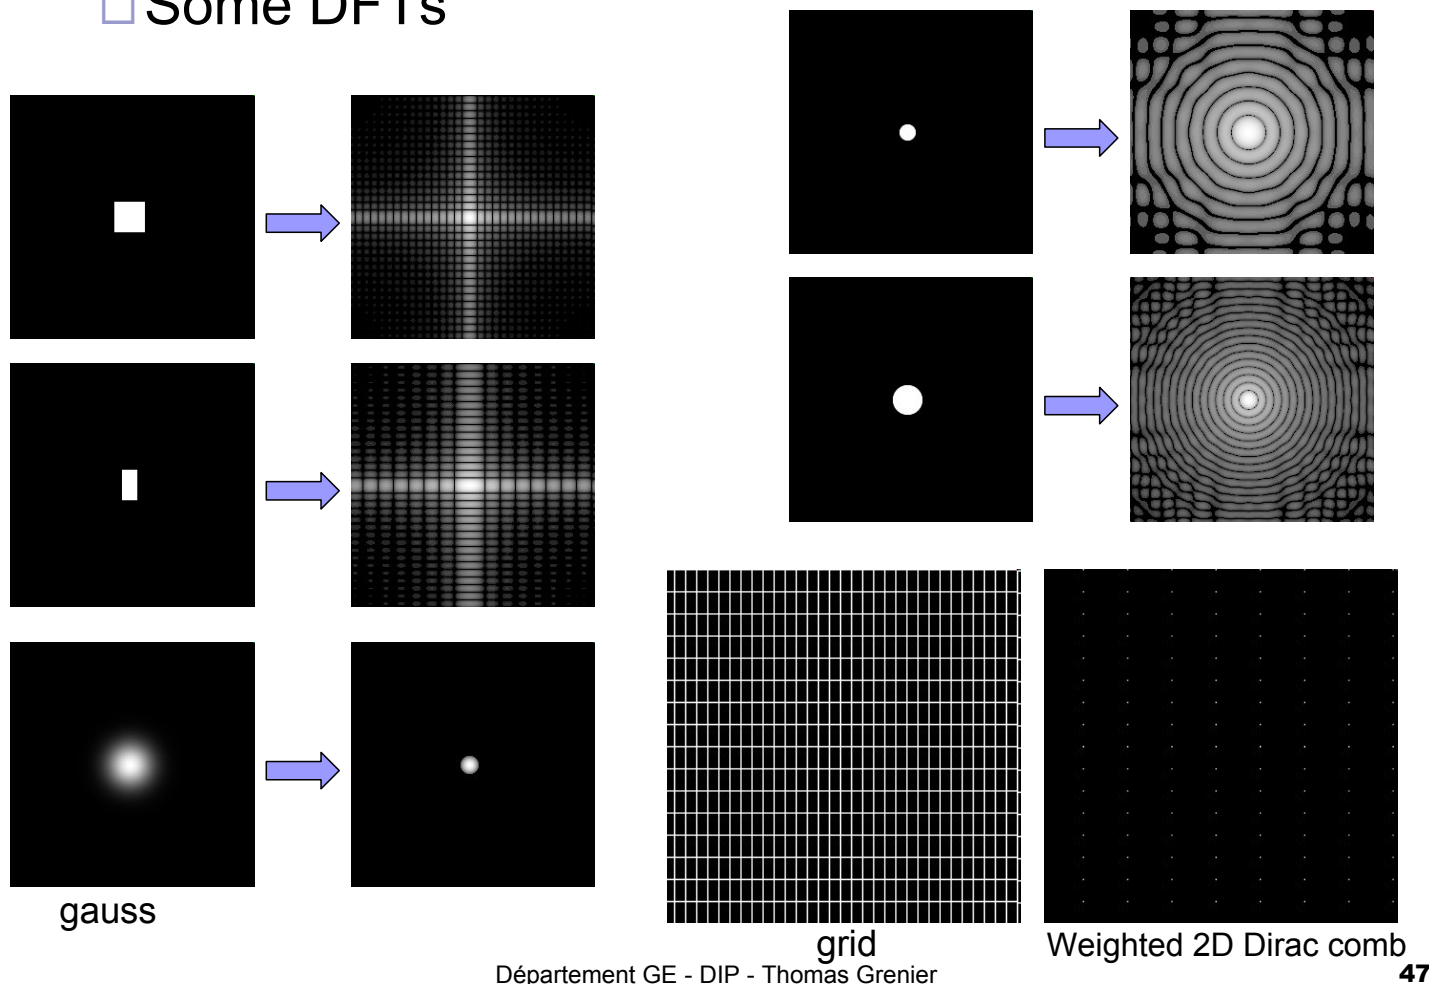 Some DFTs
gauss
grid
Weighted 2D Dirac comb
Département GE - DIP - Thomas Grenier
47